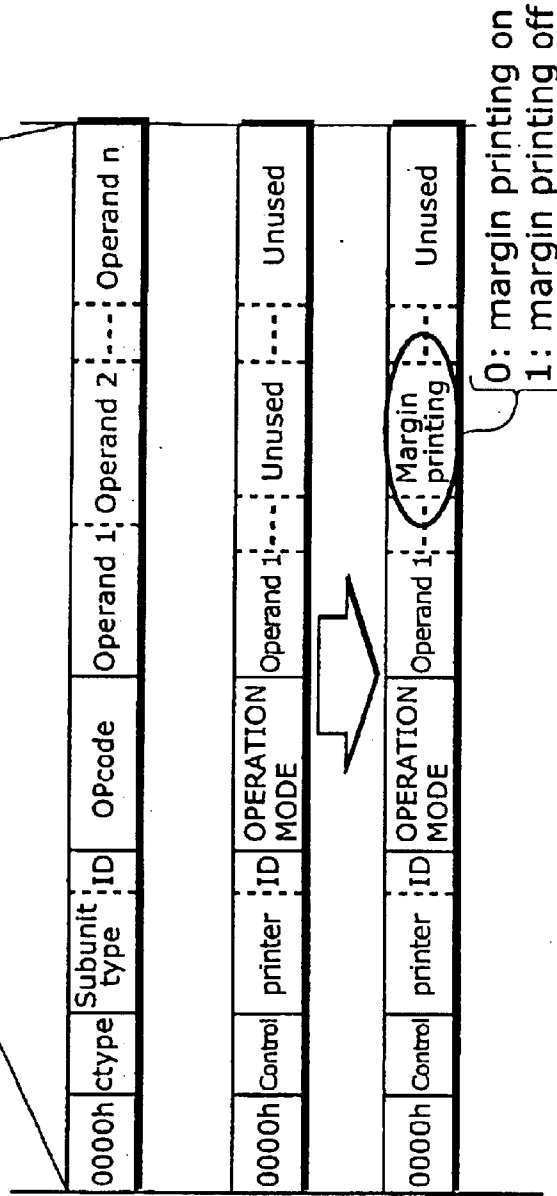 0000h ctype Subunit type ID OPcode Operand 1 Operand 2 --- Operand n
0000h Control printer ID OPERATION MODE Operand 1 --- Unused --- Unused
0000h Control printer ID OPERATION MODE Operand 1 --- Margin printing --- Unused
0: margin printing on
1: margin printing off